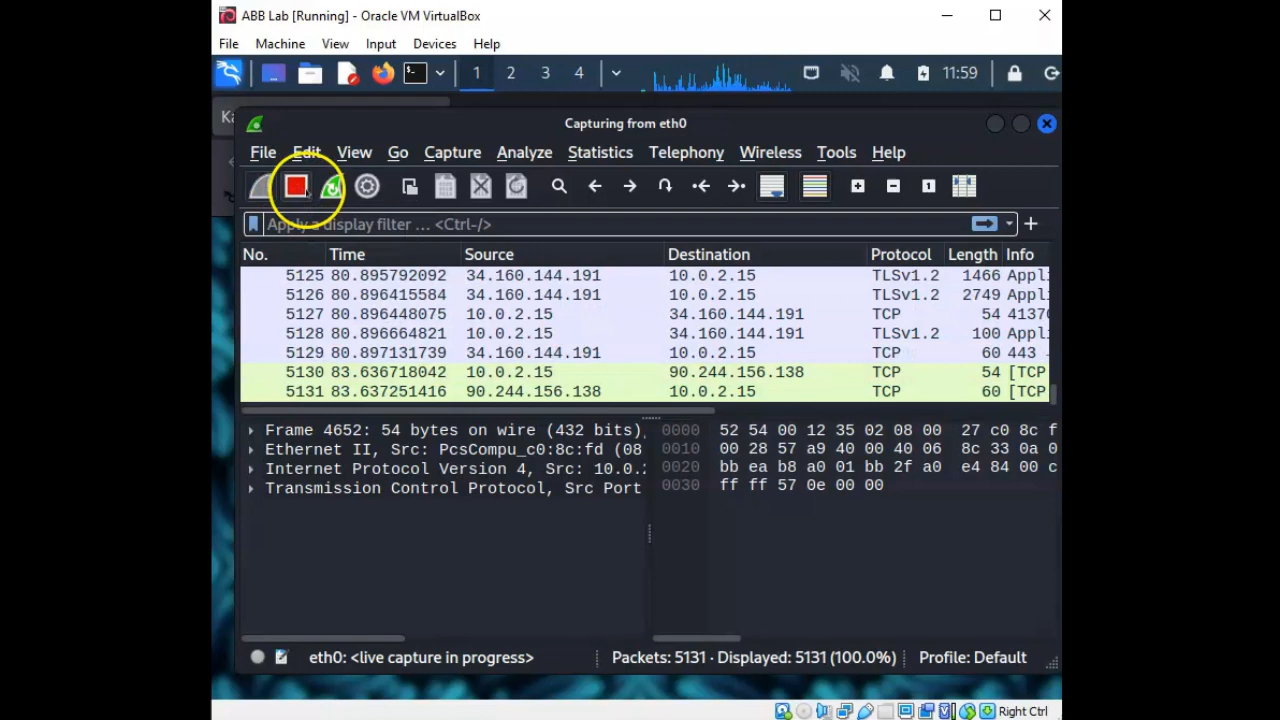 ABB Lab [Running] - Oracle VM VirtualBox
File Machine View Input Devices Help
1 2 3 4 11:59
Capturing from eth0
File Edit View Go Capture Analyze Statistics Telephony Wireless Tools Help
Apply a display filter … <Ctrl-/>
No. Time Source Destination Protocol Length Info
5125 80.895792092 34.160.144.191 10.0.2.15 TLSv1.2 1466 Appl
5126 80.896415584 34.160.144.191 10.0.2.15 TLSv1.2 2749 Appl
5127 80.896448075 10.0.2.15 34.160.144.191 TCP 54 4137
5128 80.896664821 10.0.2.15 34.160.144.191 TLSv1.2 100 Appl
5129 80.897131739 34.160.144.191 10.0.2.15 TCP 60 443
5130 83.636718042 10.0.2.15 90.244.156.138 TCP 54 [TCP
5131 83.637251416 90.244.156.138 10.0.2.15 TCP 60 [TCP
Frame 4652: 54 bytes on wire (432 bits),
Ethernet II, Src: PcsCompu_c0:8c:fd (08
Internet Protocol Version 4, Src: 10.0.2
Transmission Control Protocol, Src Port
0000 52 54 00 12 35 02 08 00 27 c0 8c f
0010 00 28 57 a9 40 00 40 06 8c 33 0a 0
0020 bb ea b8 a0 01 bb 2f a0 e4 84 00 c
0030 ff ff 57 0e 00 00
eth0: <live capture in progress> Packets: 5131 · Displayed: 5131 (100.0%) Profile: Default
Right Ctrl